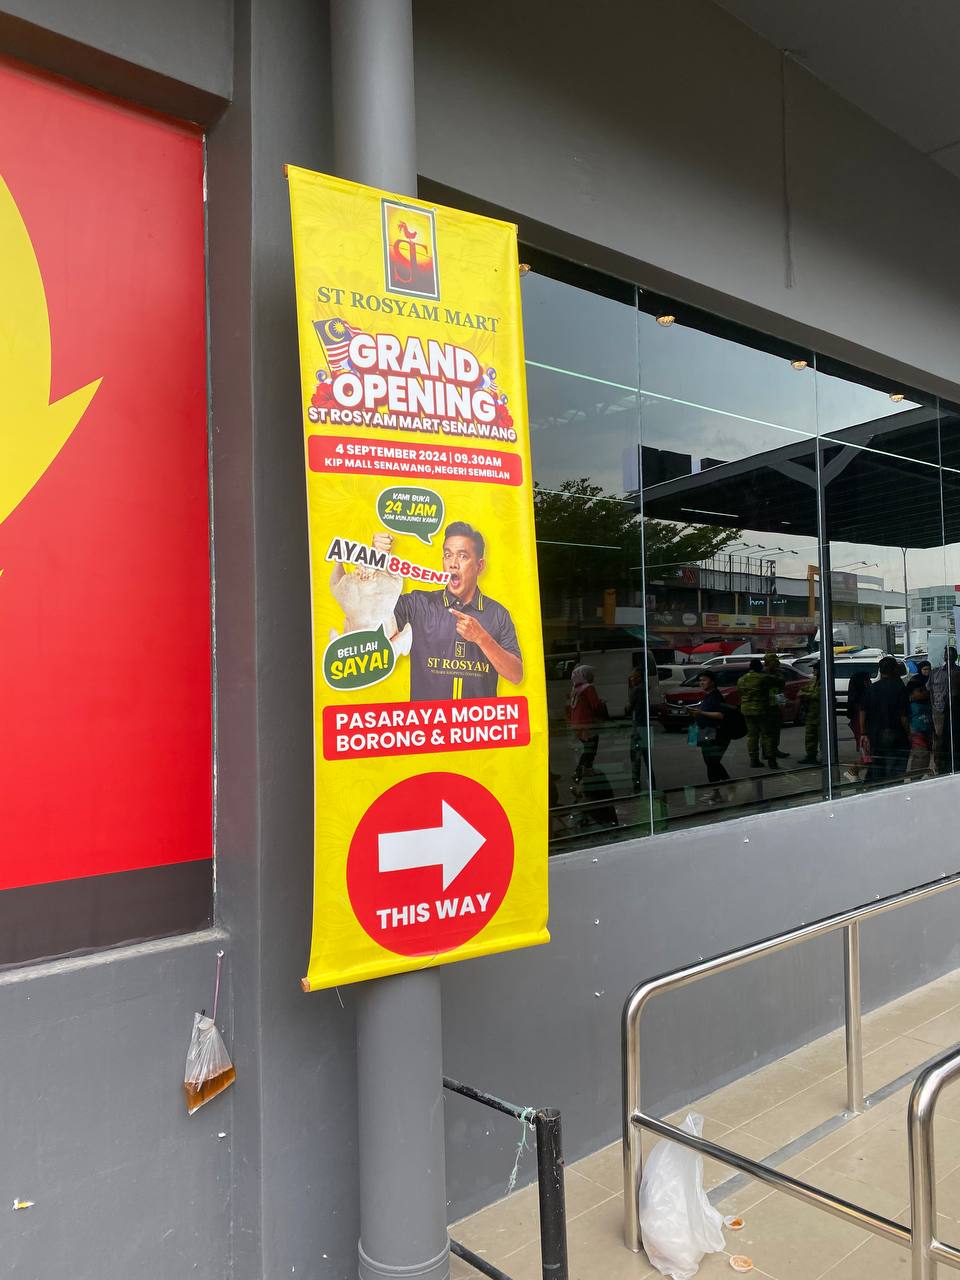 ST
ST ROSYAM MART
GRAND
OPENING
ST ROSYAM MART SENAWANG
4 SEPTEMBER 2024 | 09.30AM
KIP MALL SENAWANG, NEGERI SEMBILAN
KAMI BUKA
24 JAM
JOM KUNJUNGI KAMI!
AYAM 88SEN!
BELI LAH
SAYA!
ST ROSYAM
PASARAYA MODEN
BORONG & RUNCIT
THIS WAY